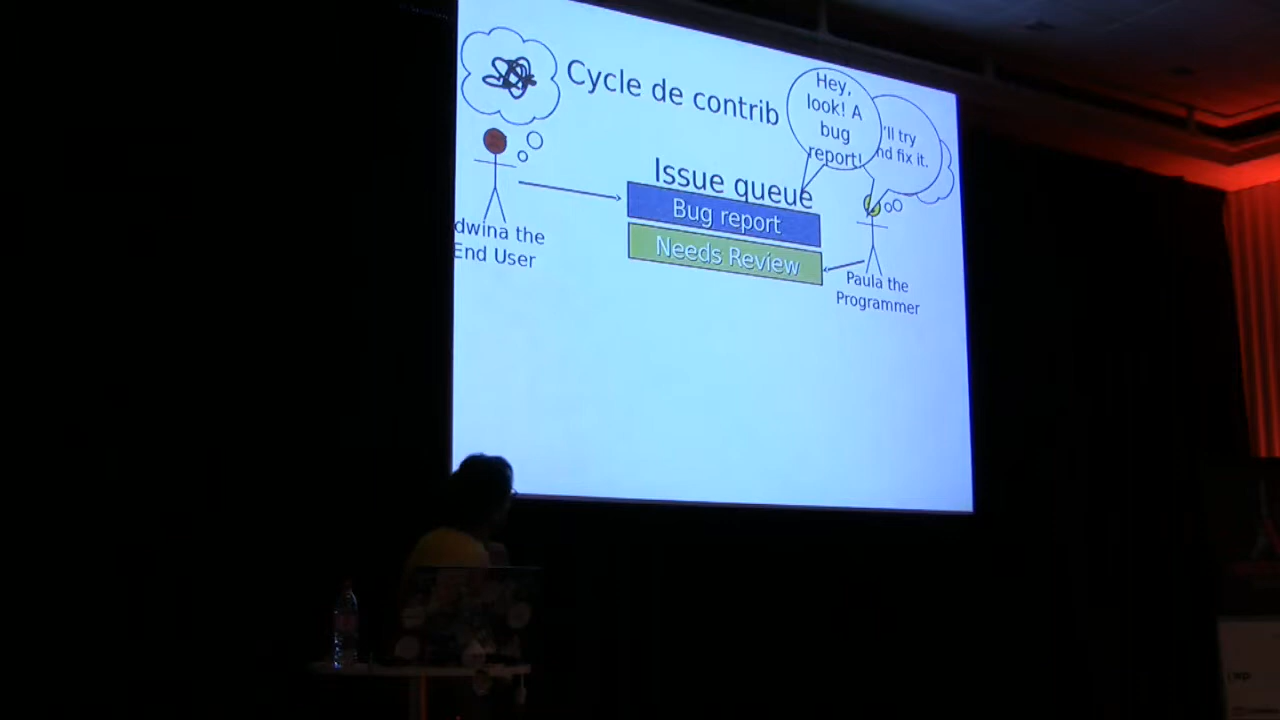 Cycle de contrib
Hey,
look! A
bug
report!
'll try
nd fix it.
Issue queue
Bug report
Needs Review
dwina the
End User
Paula the
Programmer